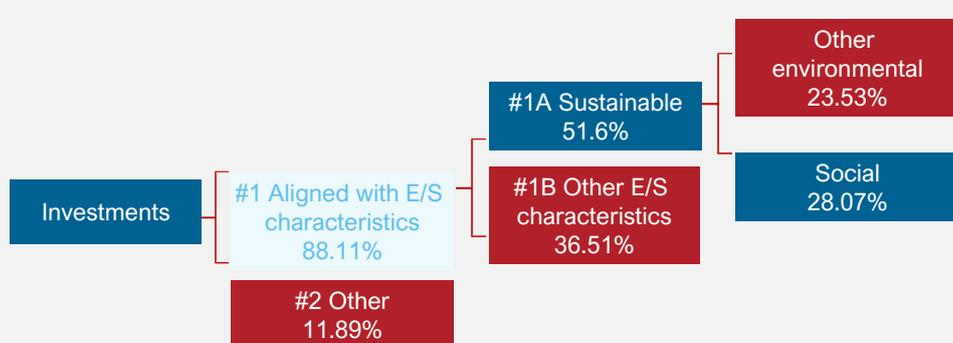 Investments
#1 Aligned with E/S
characteristics
88.11%
#2 Other
11.89%
#1A Sustainable
51.6%
#1B Other E/S
characteristics
36.51%
Other
environmental
23.53%
Social
28.07%